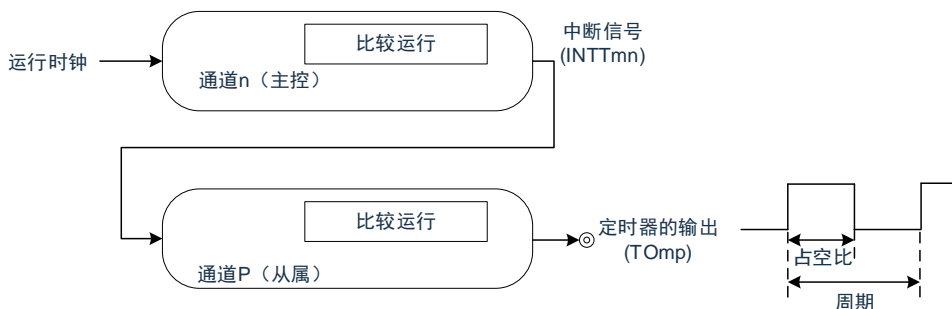 比较运行
中断信号
(INTTmn)
运行时钟
通道n（主控）
比较运行
定时器的输出
(TOmp)
通道P（从属）
占空比
周期